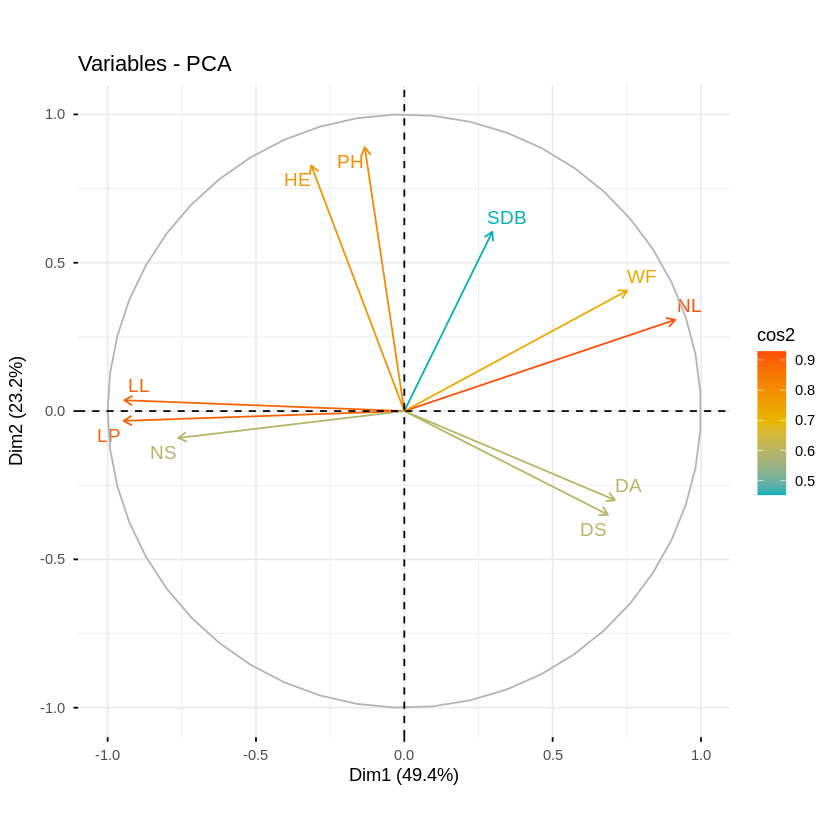 Variables - PCA
1.0
PH
HE
SDB
0.5
WF
NL
cos2
0.9
LL
0.8
0.0
0.7
LP
NS
0.6
DA
0.5
DS
-0.5
-1.0
-1.0 -0.5 0.0 0.5 1.0
Dim1 (49.4%)
Dim2 (23.2%)